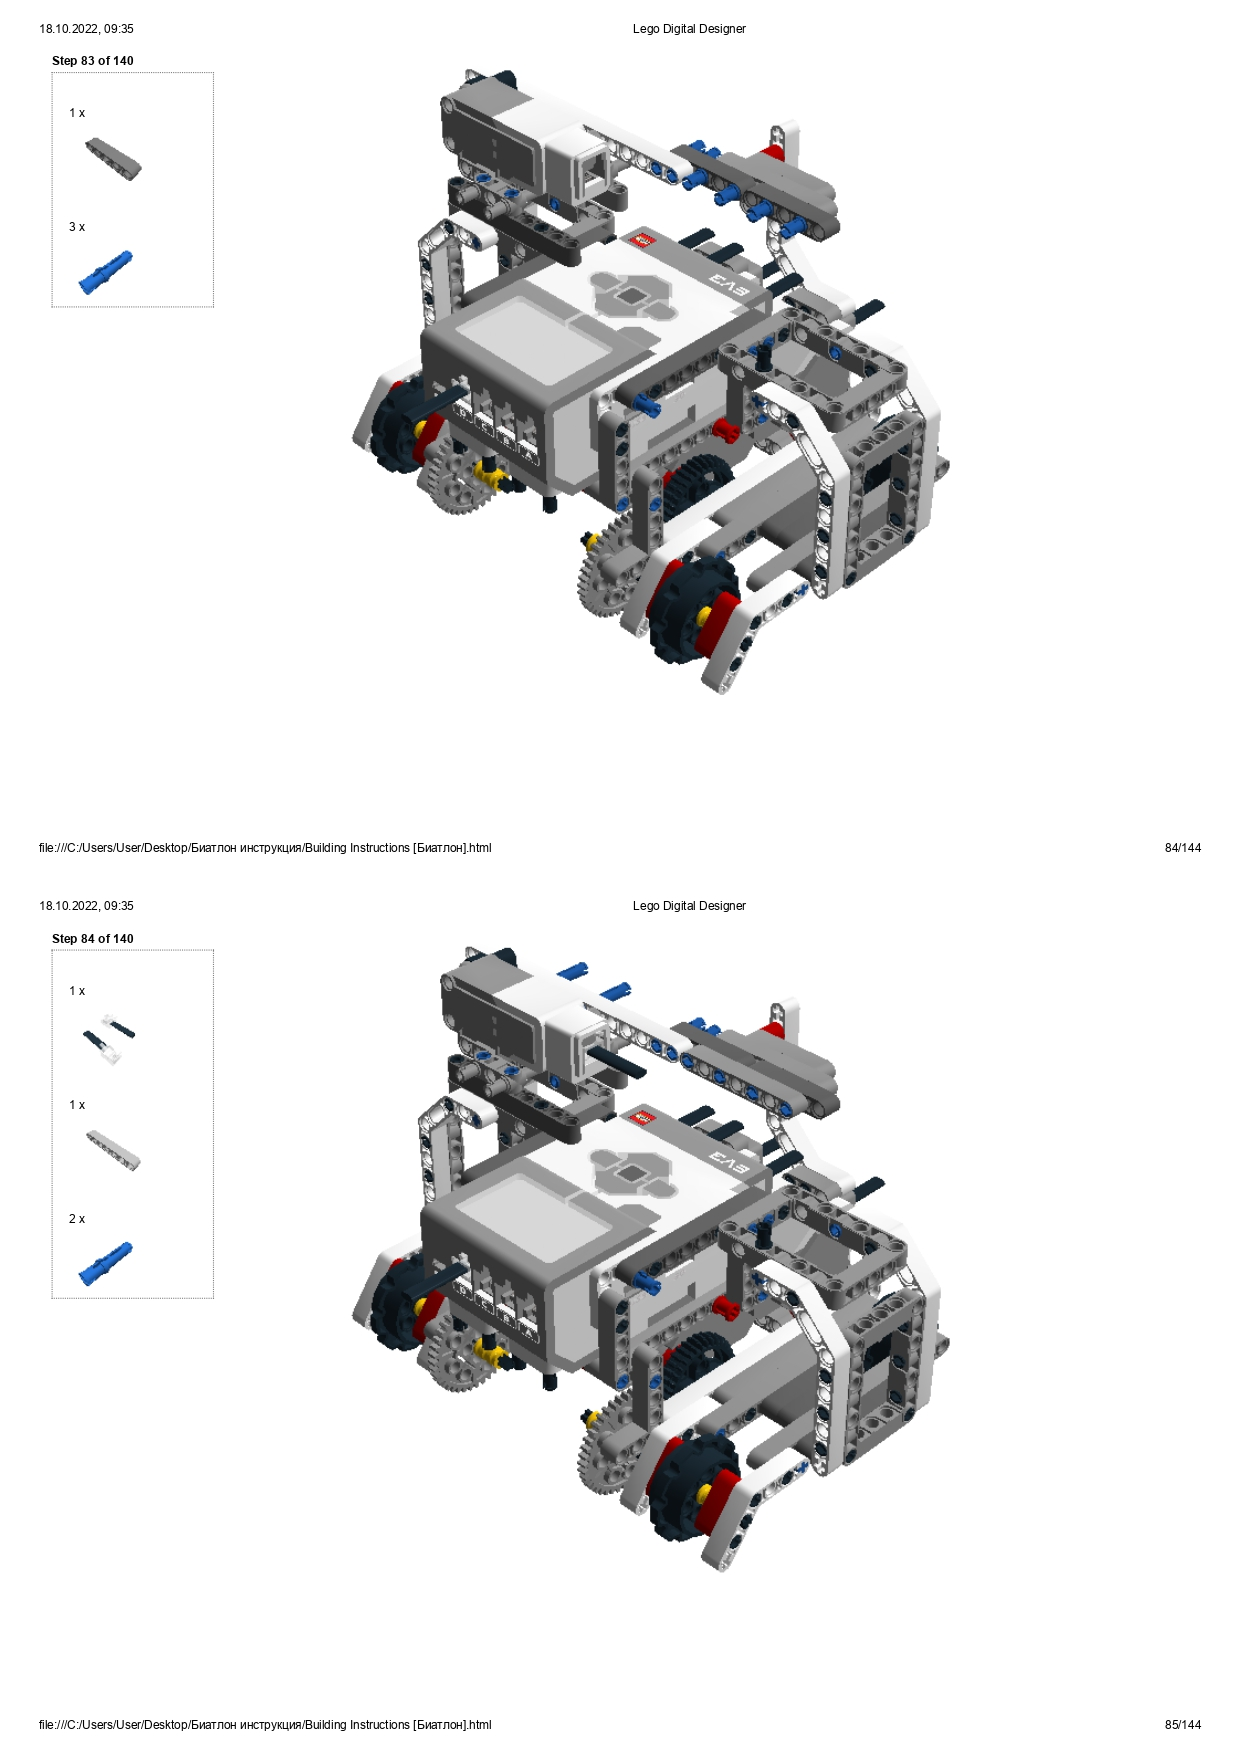 18.10.2022, 09:35
Lego Digital Designer
Step 83 of 140
1 x
3 x
EV3
D C B A
file:///C:/Users/User/Desktop/Биатлон инструкция/Building Instructions [Биатлон].html
84/144
18.10.2022, 09:35
Lego Digital Designer
Step 84 of 140
1 x
1 x
2 x
EV3
D C B A
file:///C:/Users/User/Desktop/Биатлон инструкция/Building Instructions [Биатлон].html
85/144